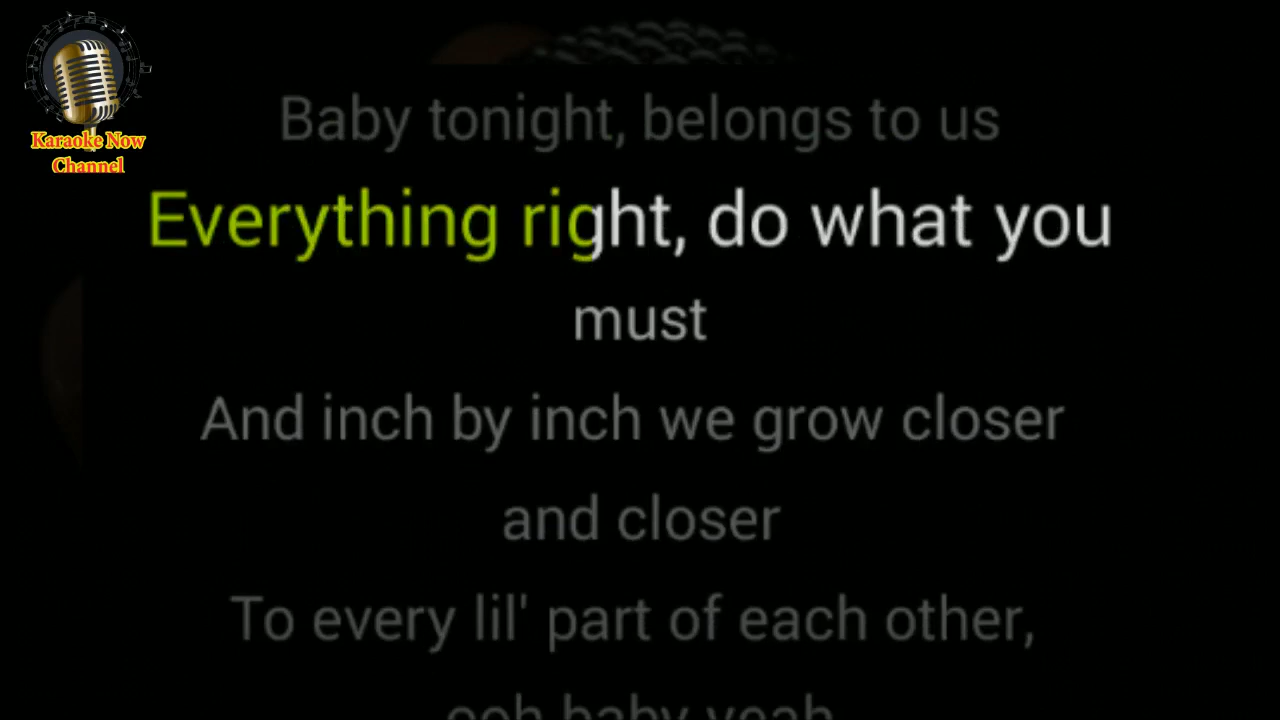 Karaoke Now
Channel
Baby tonight, belongs to us
Everything right, do what you
must
And inch by inch we grow closer
and closer
To every lil' part of each other,
ooh baby yeah